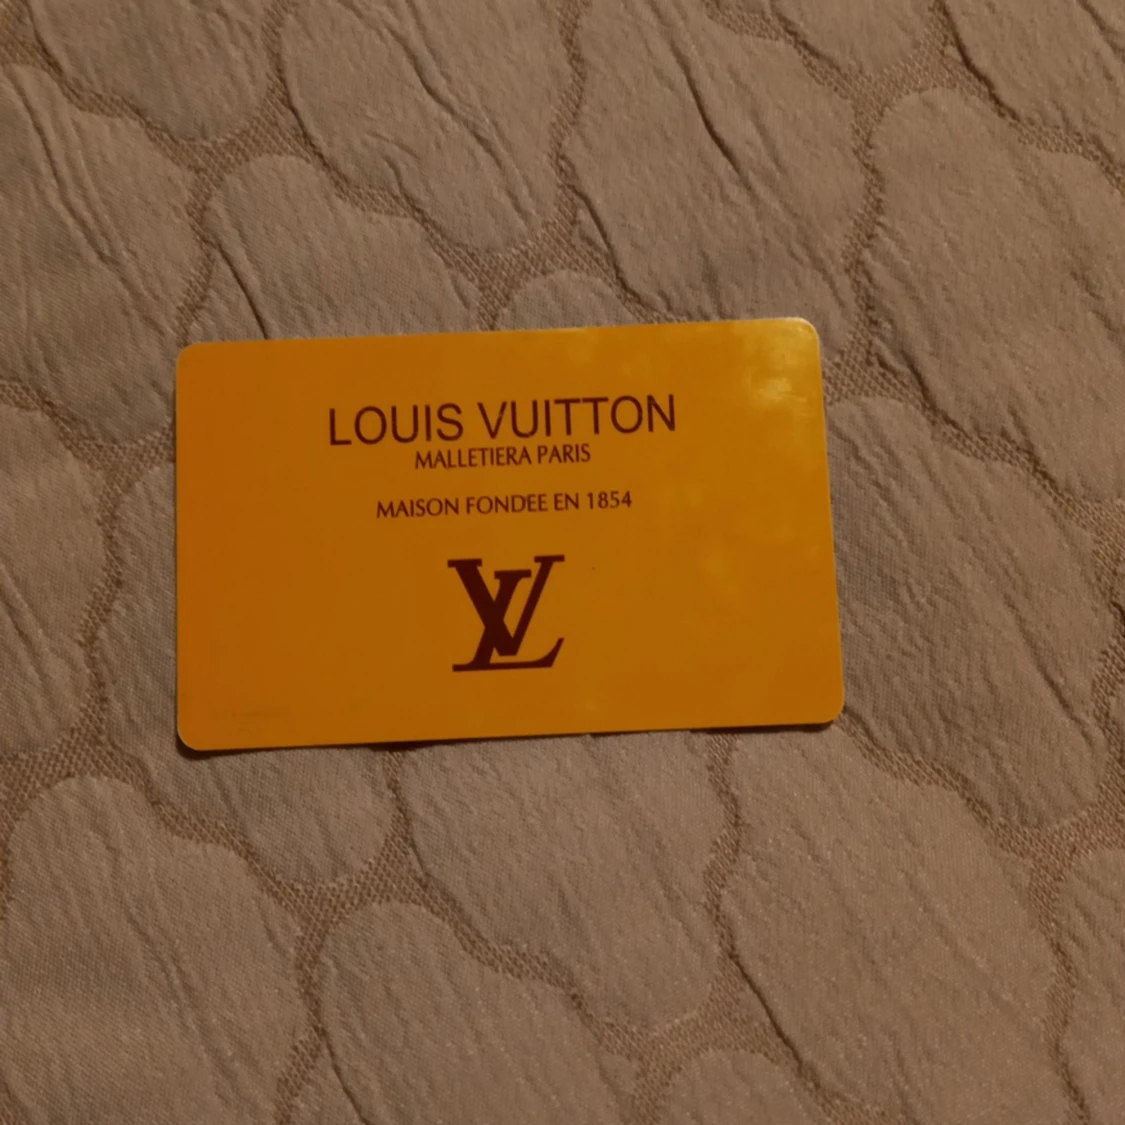 LOUIS VUITTON
MALLETIERA PARIS
MAISON FONDEE EN 1854
LV